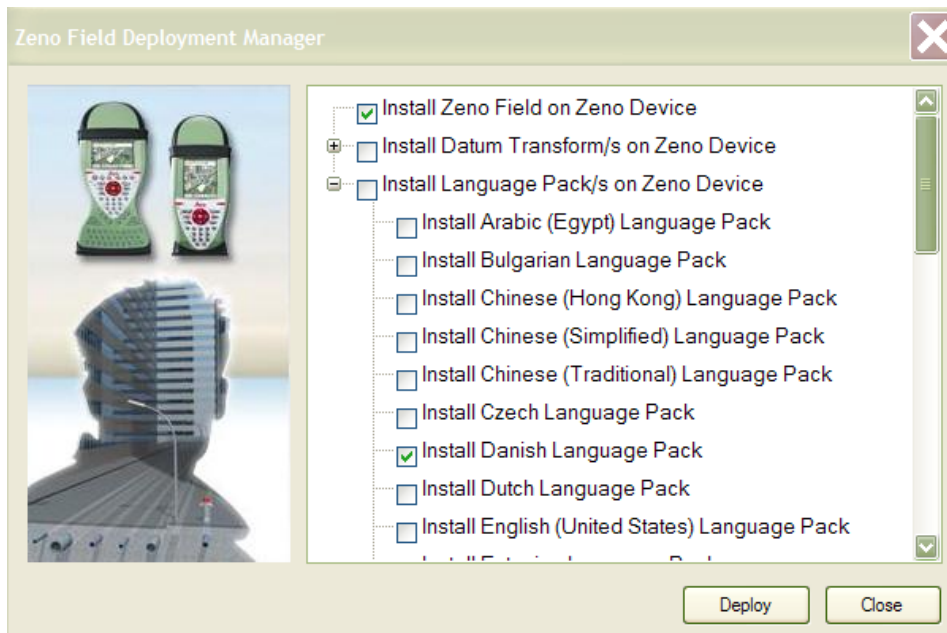 Zeno Field Deployment Manager
Install Zeno Field on Zeno Device
Install Datum Transform/s on Zeno Device
Install Language Pack/s on Zeno Device
Install Arabic (Egypt) Language Pack
Install Bulgarian Language Pack
Install Chinese (Hong Kong) Language Pack
Install Chinese (Simplified) Language Pack
Install Chinese (Traditional) Language Pack
Install Czech Language Pack
Install Danish Language Pack
Install Dutch Language Pack
Install English (United States) Language Pack
Deploy
Close